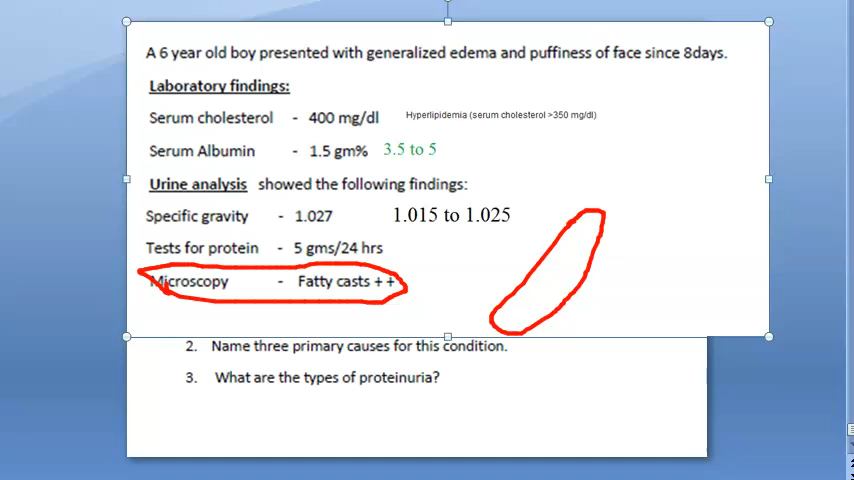 A 6 year old boy presented with generalized edema and puffiness of face since 8days.
Laboratory findings:
Serum cholesterol - 400 mg/dl Hyperlipidemia (serum cholesterol >350 mg/dl)
Serum Albumin - 1.5 gm% 3.5 to 5
Urine analysis showed the following findings:
Specific gravity - 1.027 1.015 to 1.025
Tests for protein - 5 gms/24 hrs
Microscopy - Fatty casts + +
2. Name three primary causes for this condition.
3. What are the types of proteinuria?